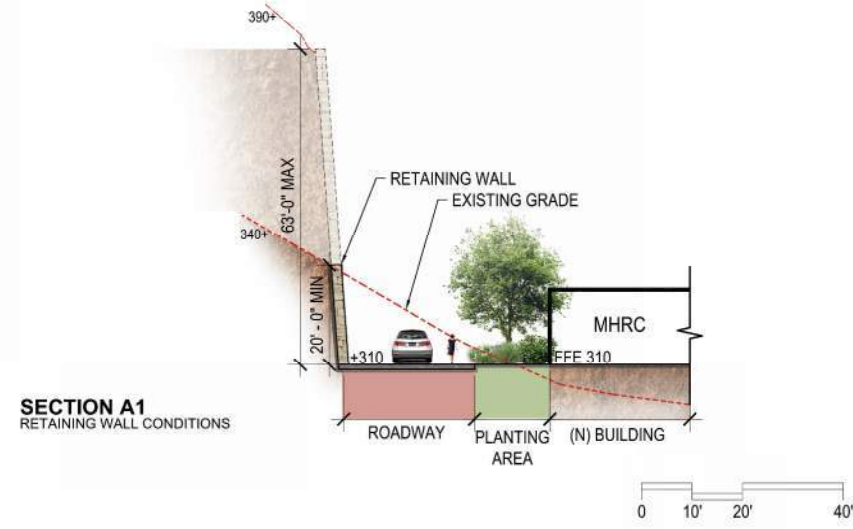 390+
63'-0" MAX
RETAINING WALL
EXISTING GRADE
340+
20' - 0" MIN
MHRC
+310
FFE 310
SECTION A1
RETAINING WALL CONDITIONS
ROADWAY
PLANTING
AREA
(N) BUILDING
0 10' 20' 40'